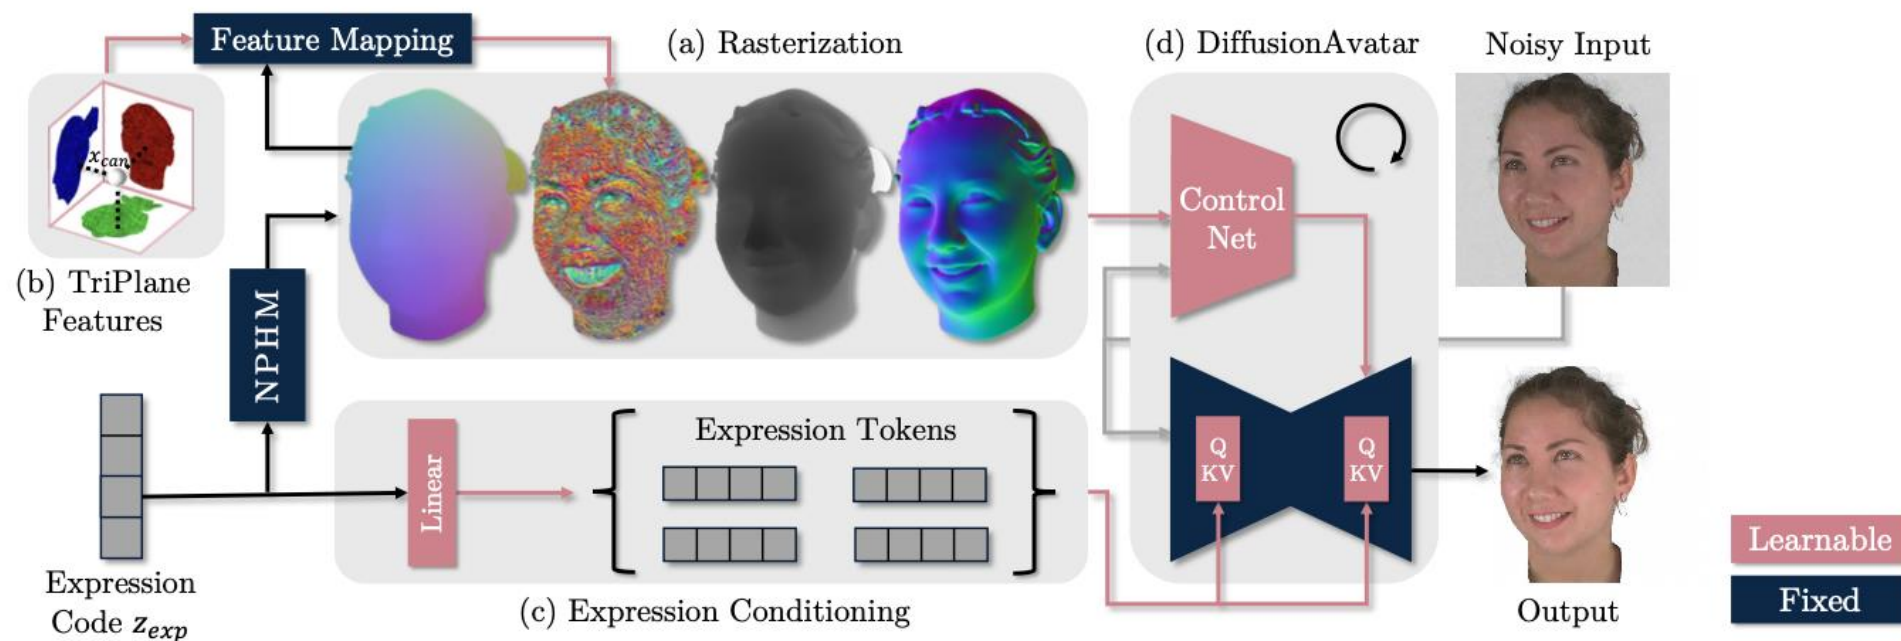 Feature Mapping
(a) Rasterization
(d) DiffusionAvatar
Noisy Input
x_can
(b) TriPlane
Features
NPHM
Control
Net
Expression Tokens
Linear
Q
KV
Q
KV
Expression
Code z_exp
(c) Expression Conditioning
Output
Learnable
Fixed